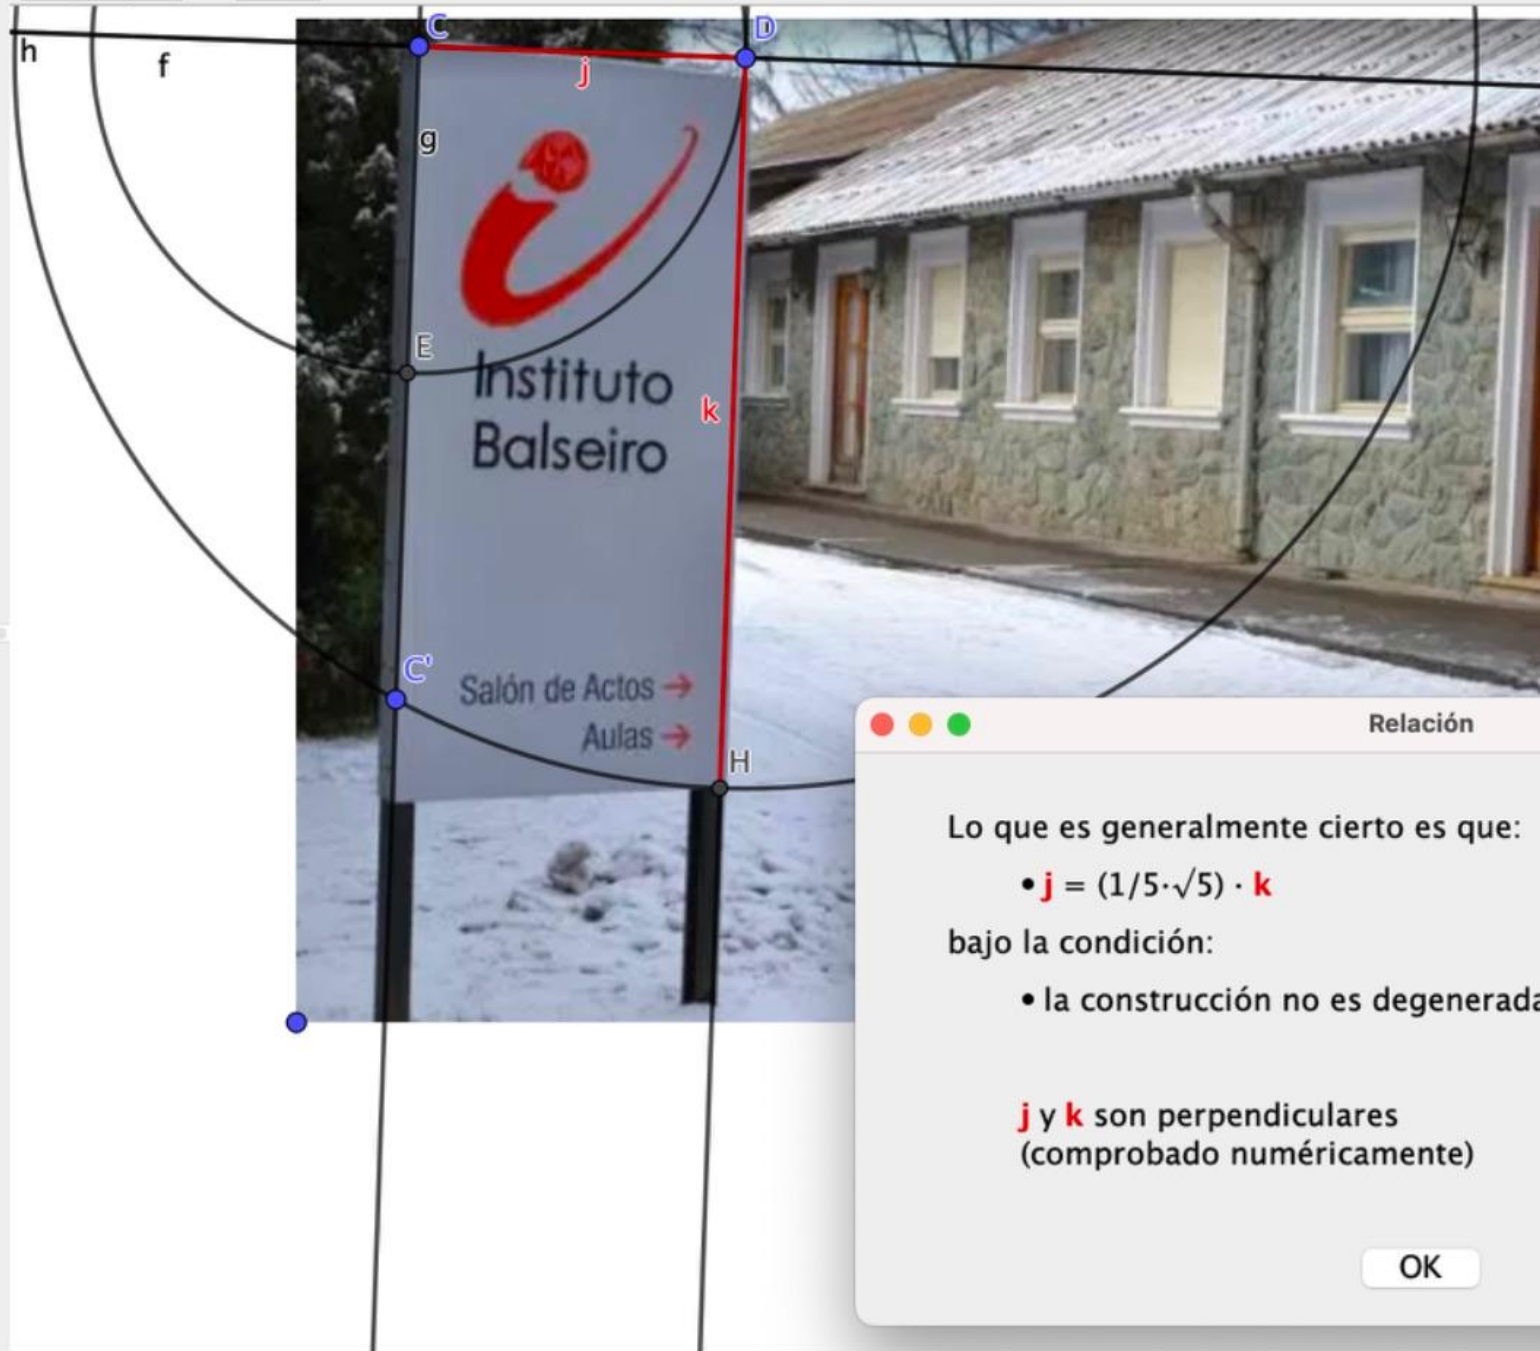 C
D
h
f
j
g
E
Instituto
k
Balseiro
C'
Salón de Actos →
Aulas →
H
Relación
Lo que es generalmente cierto es que:
• j = (1/5·√5) · k
bajo la condición:
• la construcción no es degenerada
j y k son perpendiculares
(comprobado numéricamente)
OK